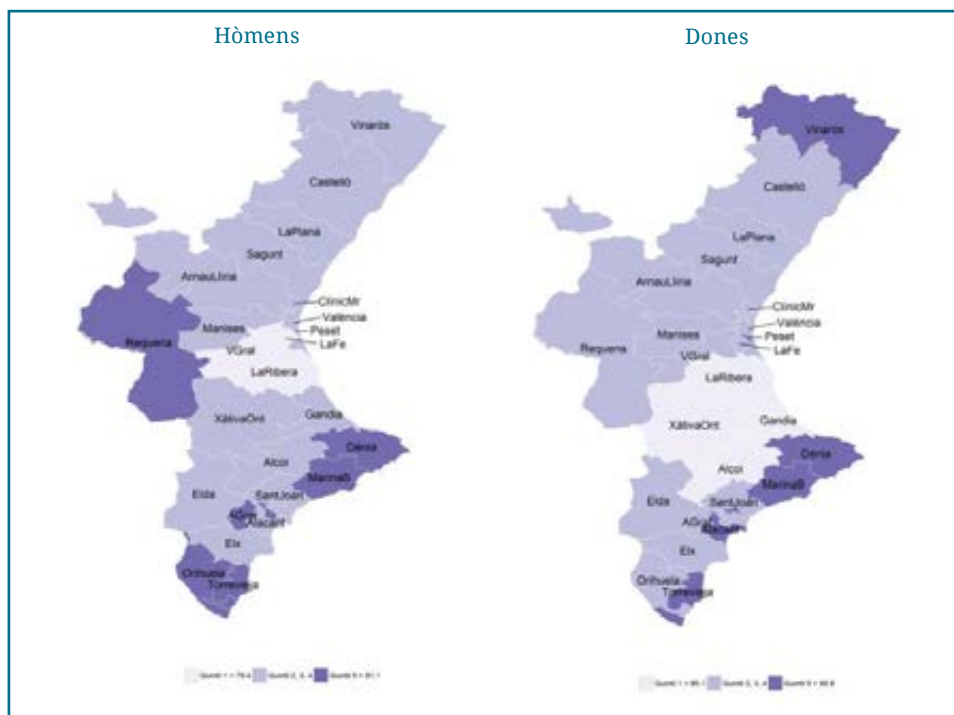 Hòmens
Vinaròs
Castelló
LaPlana
Sagunt
ArnauLlíria
ClínicMr
València
Manises
Peset
Requena
VGral
LaFe
LaRibera
XàtivaOnt
Gandia
Dénia
Alcoi
MarinaB
Elda
SantJoan
AGral
Alacant
Elx
Orihuela
Torrevieja
Dones
Vinaròs
Castelló
LaPlana
Sagunt
ArnauLlíria
ClínicMr
València
Manises
Peset
Requena
VGral
LaFe
LaRibera
XàtivaOnt
Gandia
Dénia
Alcoi
MarinaB
Elda
SantJoan
AGral
Elx
Orihuela
Torrevieja